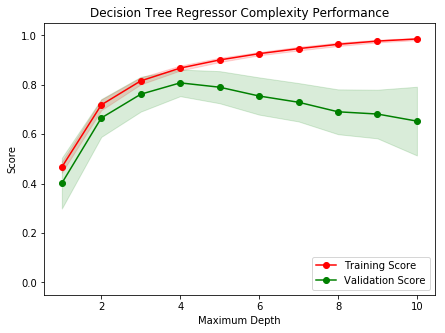 Decision Tree Regressor Complexity Performance
1.0
0.8
0.6
0.4
0.2
0.0
Score
2 4 6 8 10
Maximum Depth
Training Score
Validation Score